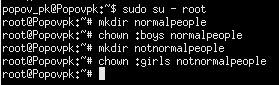 popov_pk@Popovpk:~$ sudo su - root
root@Popovpk:~# mkdir normalpeople
root@Popovpk:~# chown :boys normalpeople
root@Popovpk:~# mkdir notnormalpeople
root@Popovpk:~# chown :girls notnormalpeople
root@Popovpk:~#